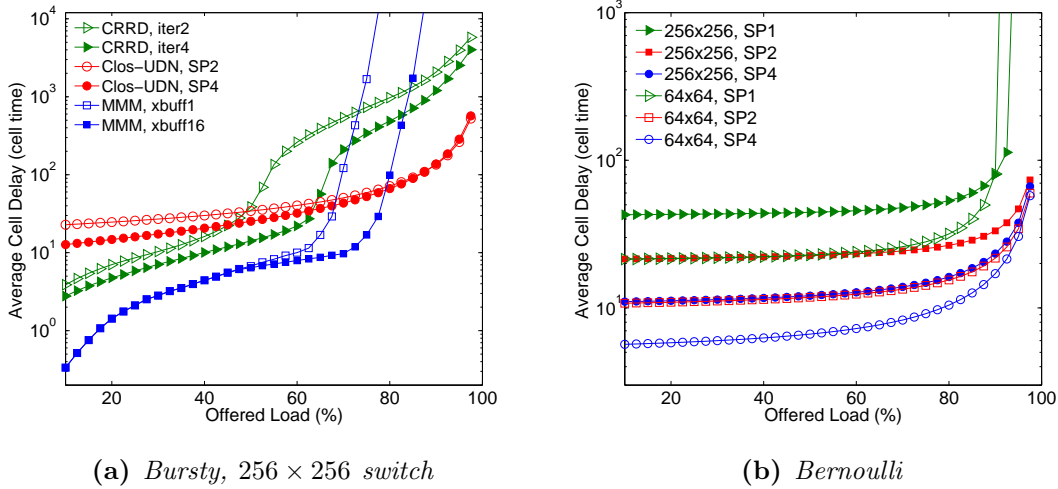 Average Cell Delay (cell time)
10^4
10^3
10^2
10^1
10^0
CRRD, iter2
CRRD, iter4
Clos-UDN, SP2
Clos-UDN, SP4
MMM, xbuff1
MMM, xbuff16
20 40 60 80 100
Offered Load (%)
(a) Bursty, 256 × 256 switch
Average Cell Delay (cell time)
10^3
10^2
10^1
256x256, SP1
256x256, SP2
256x256, SP4
64x64, SP1
64x64, SP2
64x64, SP4
20 40 60 80 100
Offered Load (%)
(b) Bernoulli